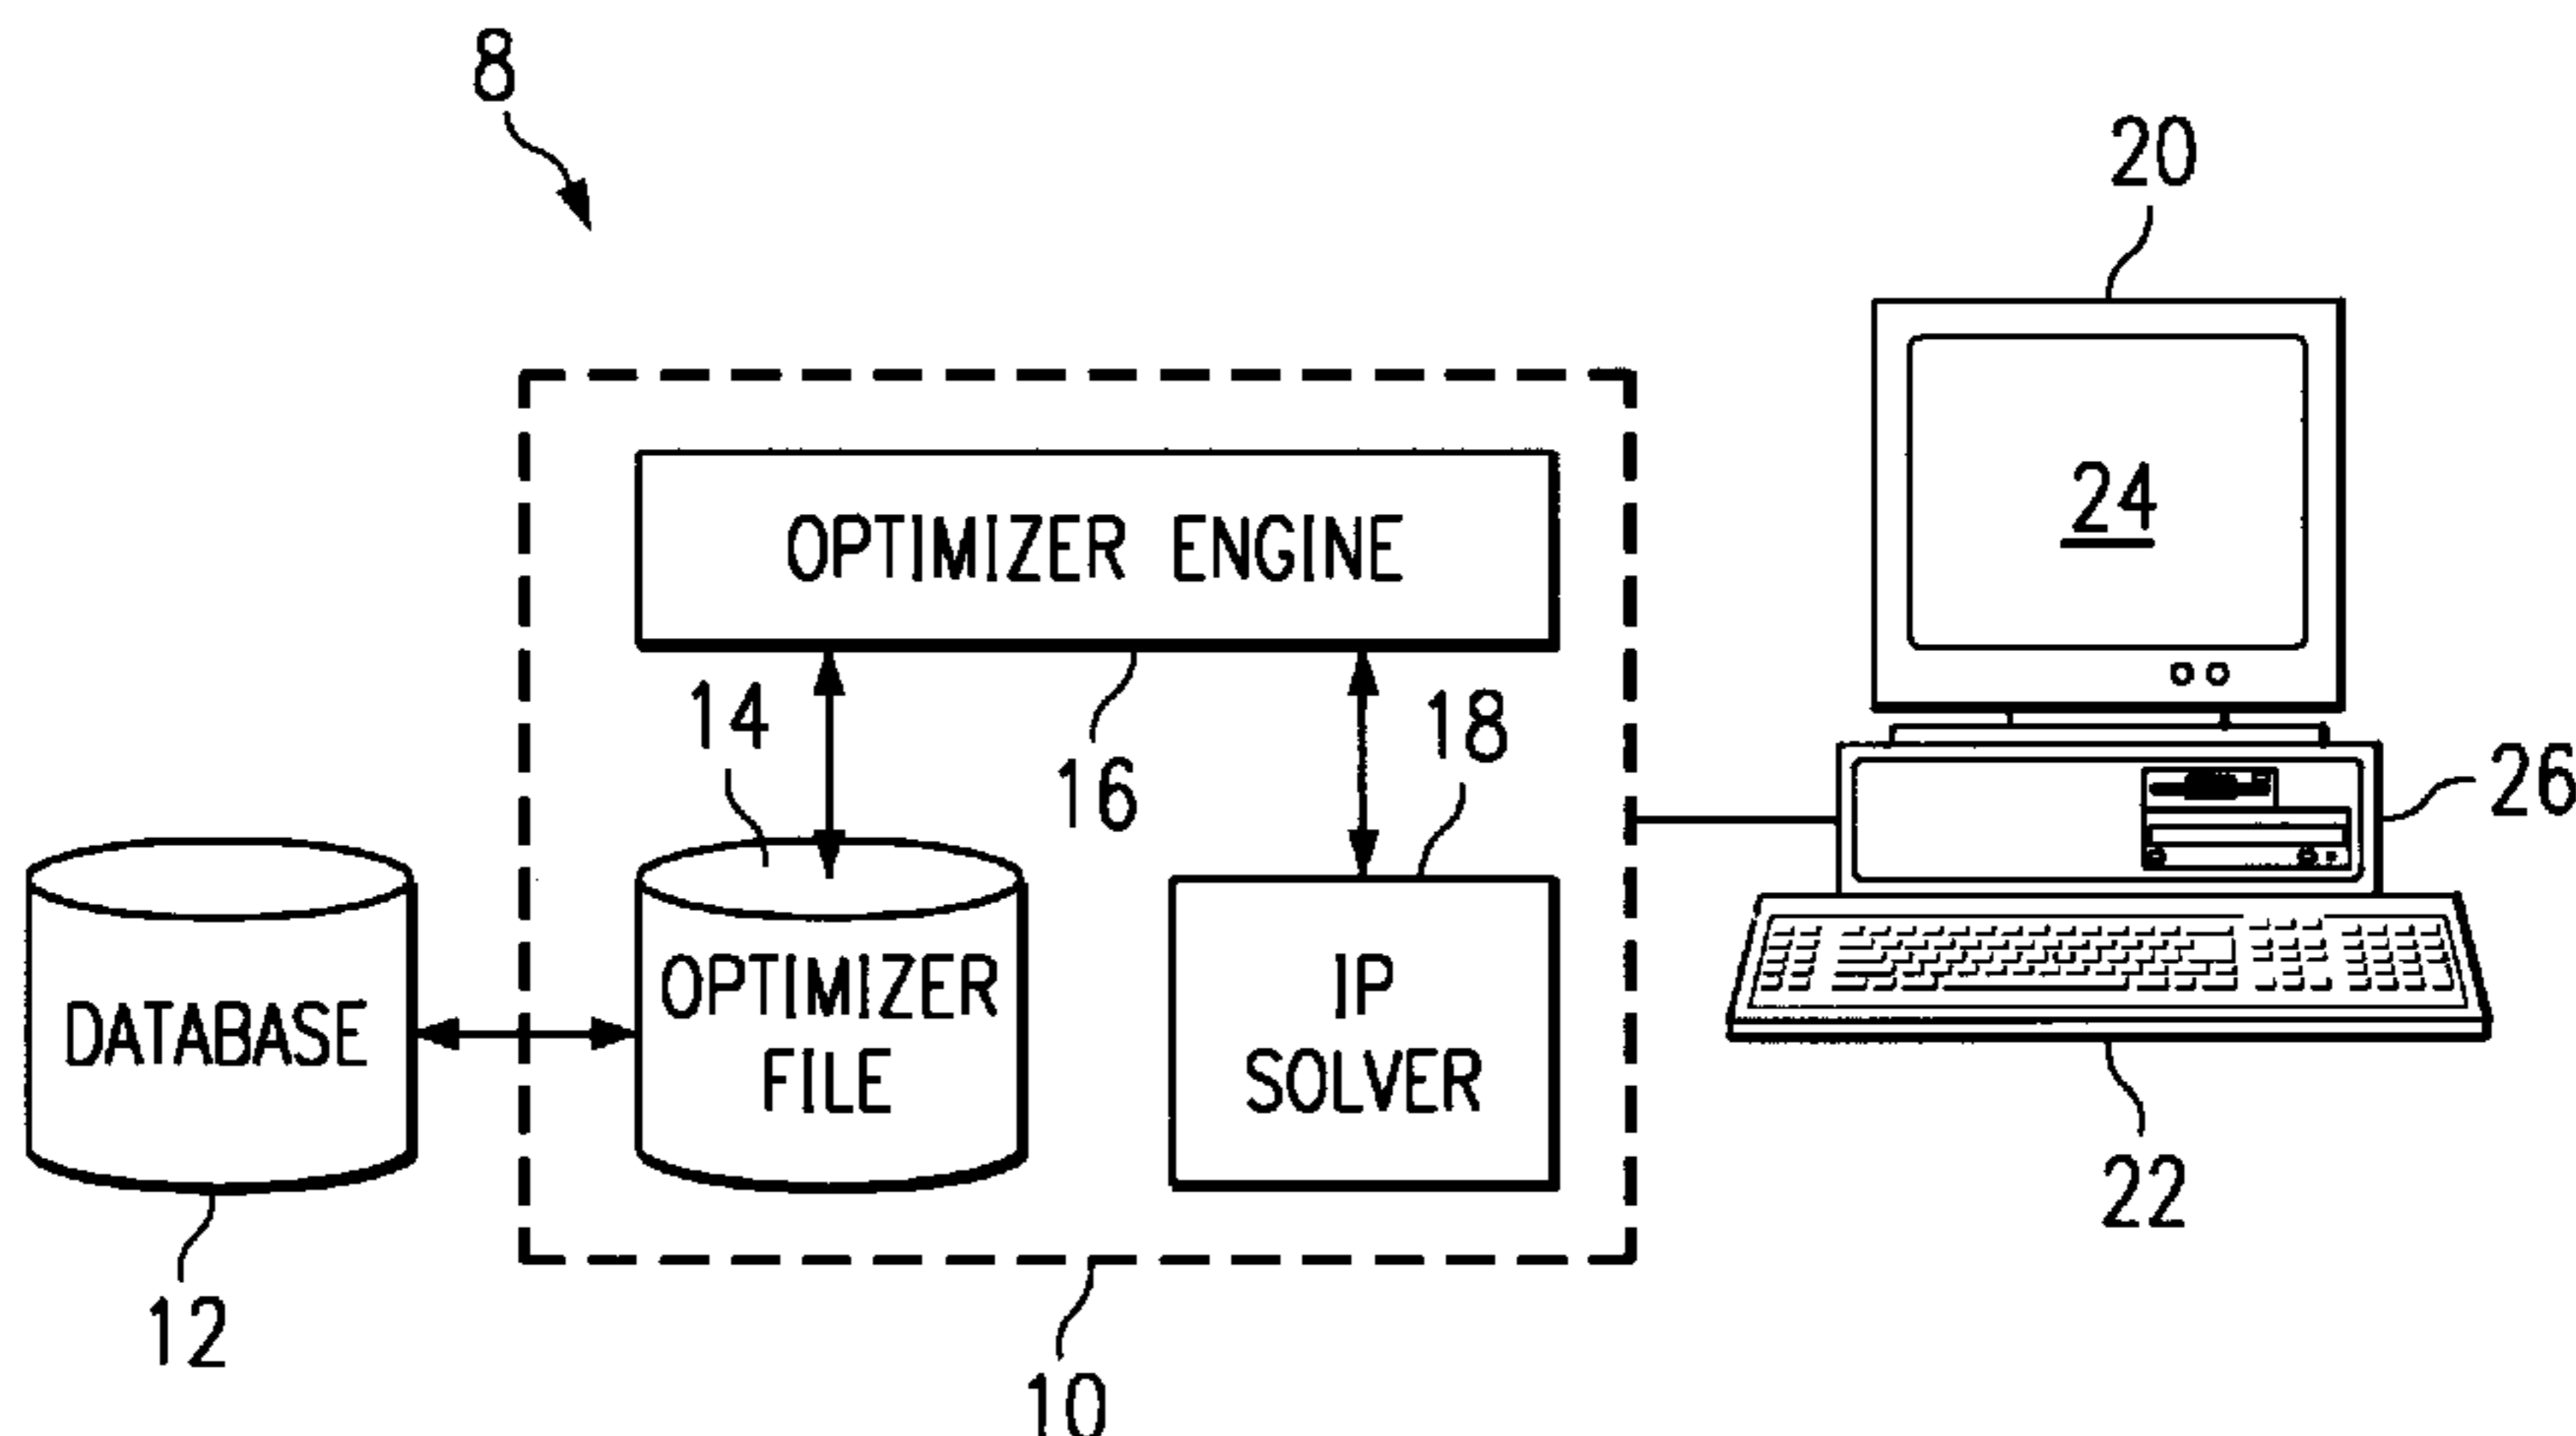 8
20
24
OPTIMIZER ENGINE
14
16
18
26
DATABASE
OPTIMIZER
FILE
IP
SOLVER
22
12
10